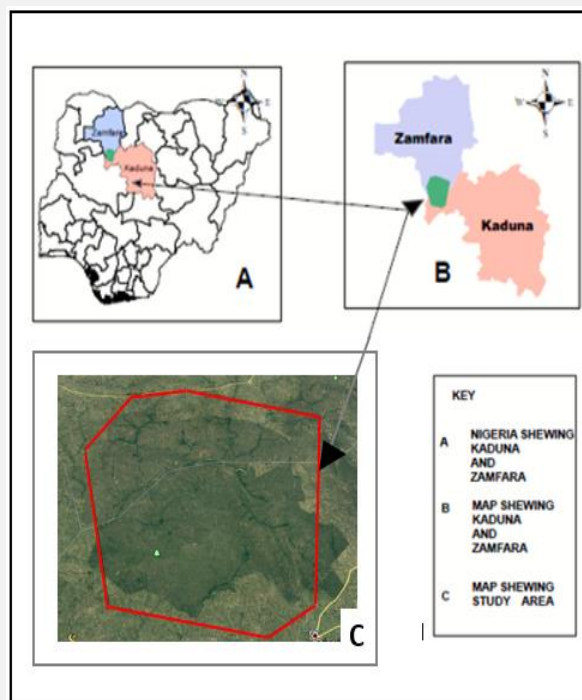 N
W E
S
Zamfara
Kaduna
A
N
W E
S
Zamfara
Kaduna
B
C
KEY
A NIGERIA SHEWING
KADUNA
AND
ZAMFARA
B MAP SHEWING
KADUNA
AND
ZAMFARA
C MAP SHEWING
STUDY AREA